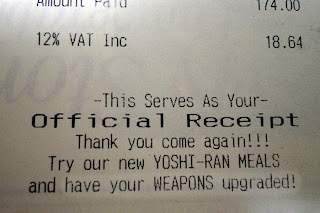 Amount Paid 174.00
12% VAT Inc 18.64
-This Serves As Your-
Official Receipt
Thank you come again!!!
Try our new YOSHI-RAN MEALS
and have your WEAPONS upgraded!